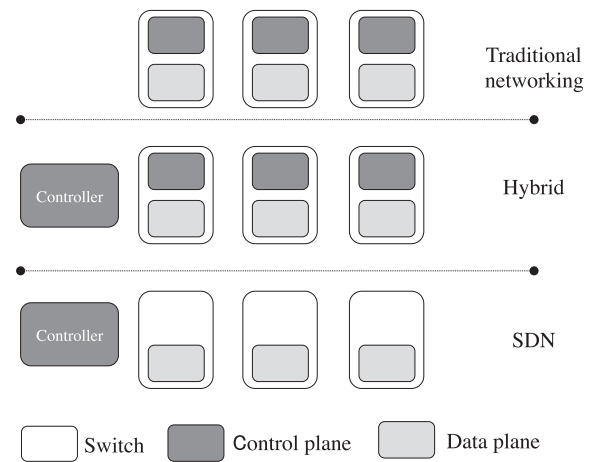 Traditional
networking
Controller
Hybrid
Controller
SDN
Switch
Control plane
Data plane